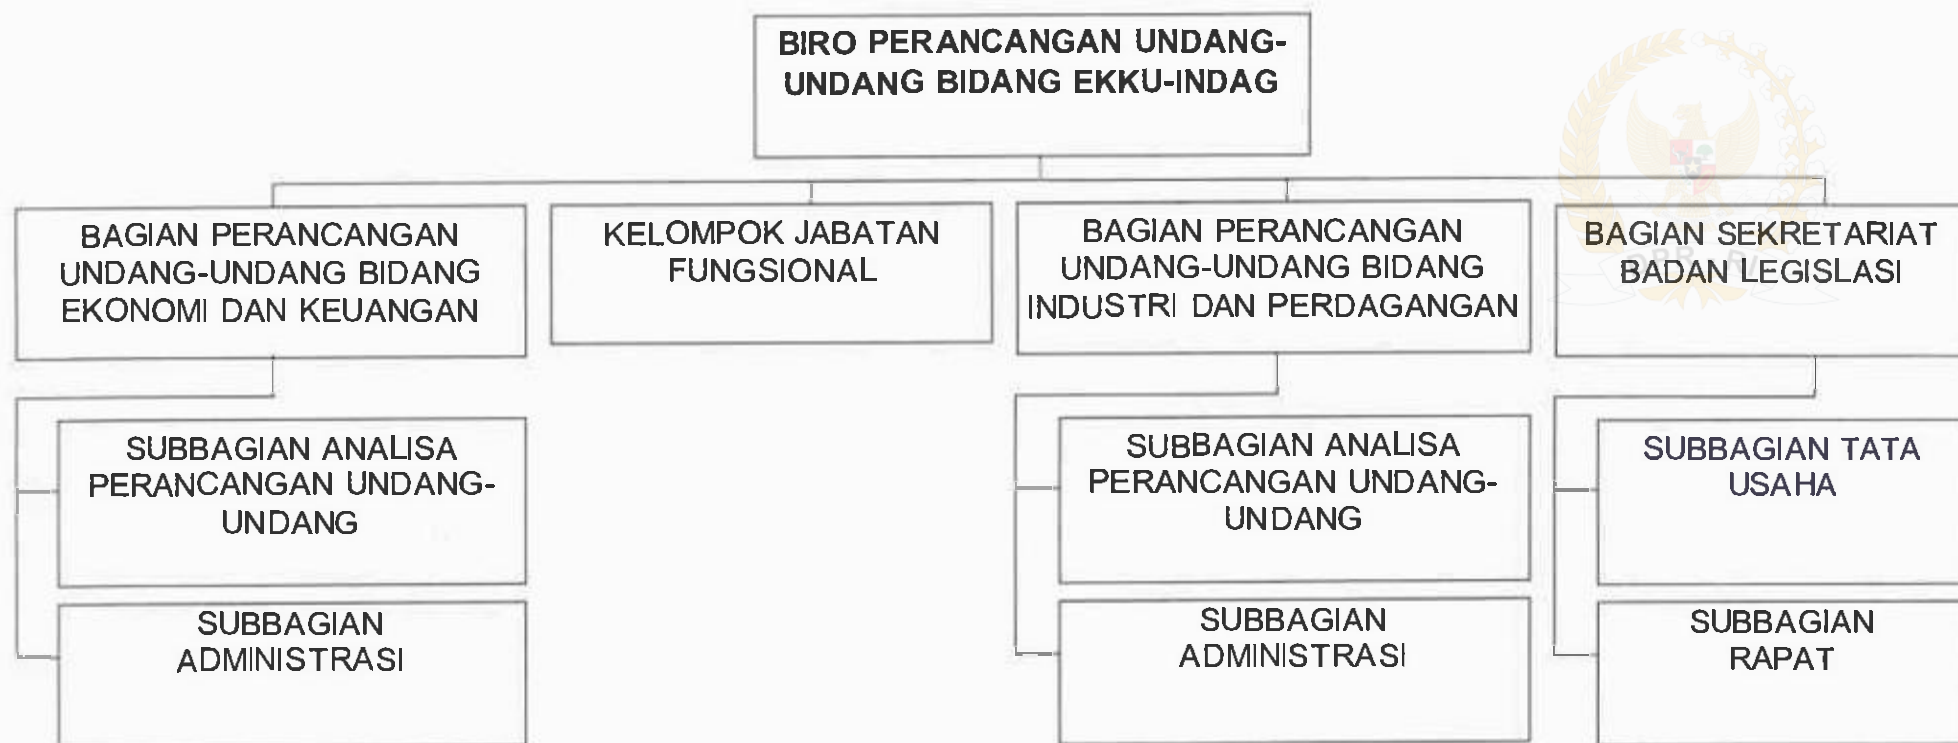 BIRO PERANCANGAN UNDANG-
UNDANG BIDANG EKKU-INDAG
BAGIAN PERANCANGAN
UNDANG-UNDANG BIDANG
EKONOMI DAN KEUANGAN
KELOMPOK JABATAN
FUNGSIONAL
BAGIAN PERANCANGAN
UNDANG-UNDANG BIDANG
INDUSTRI DAN PERDAGANGAN
BAGIAN SEKRETARIAT
BADAN LEGISLASI
DPR - RI
SUBBAGIAN ANALISA
PERANCANGAN UNDANG-
UNDANG
SUBBAGIAN
ADMINISTRASI
SUBBAGIAN ANALISA
PERANCANGAN UNDANG-
UNDANG
SUBBAGIAN
ADMINISTRASI
SUBBAGIAN TATA
USAHA
SUBBAGIAN
RAPAT